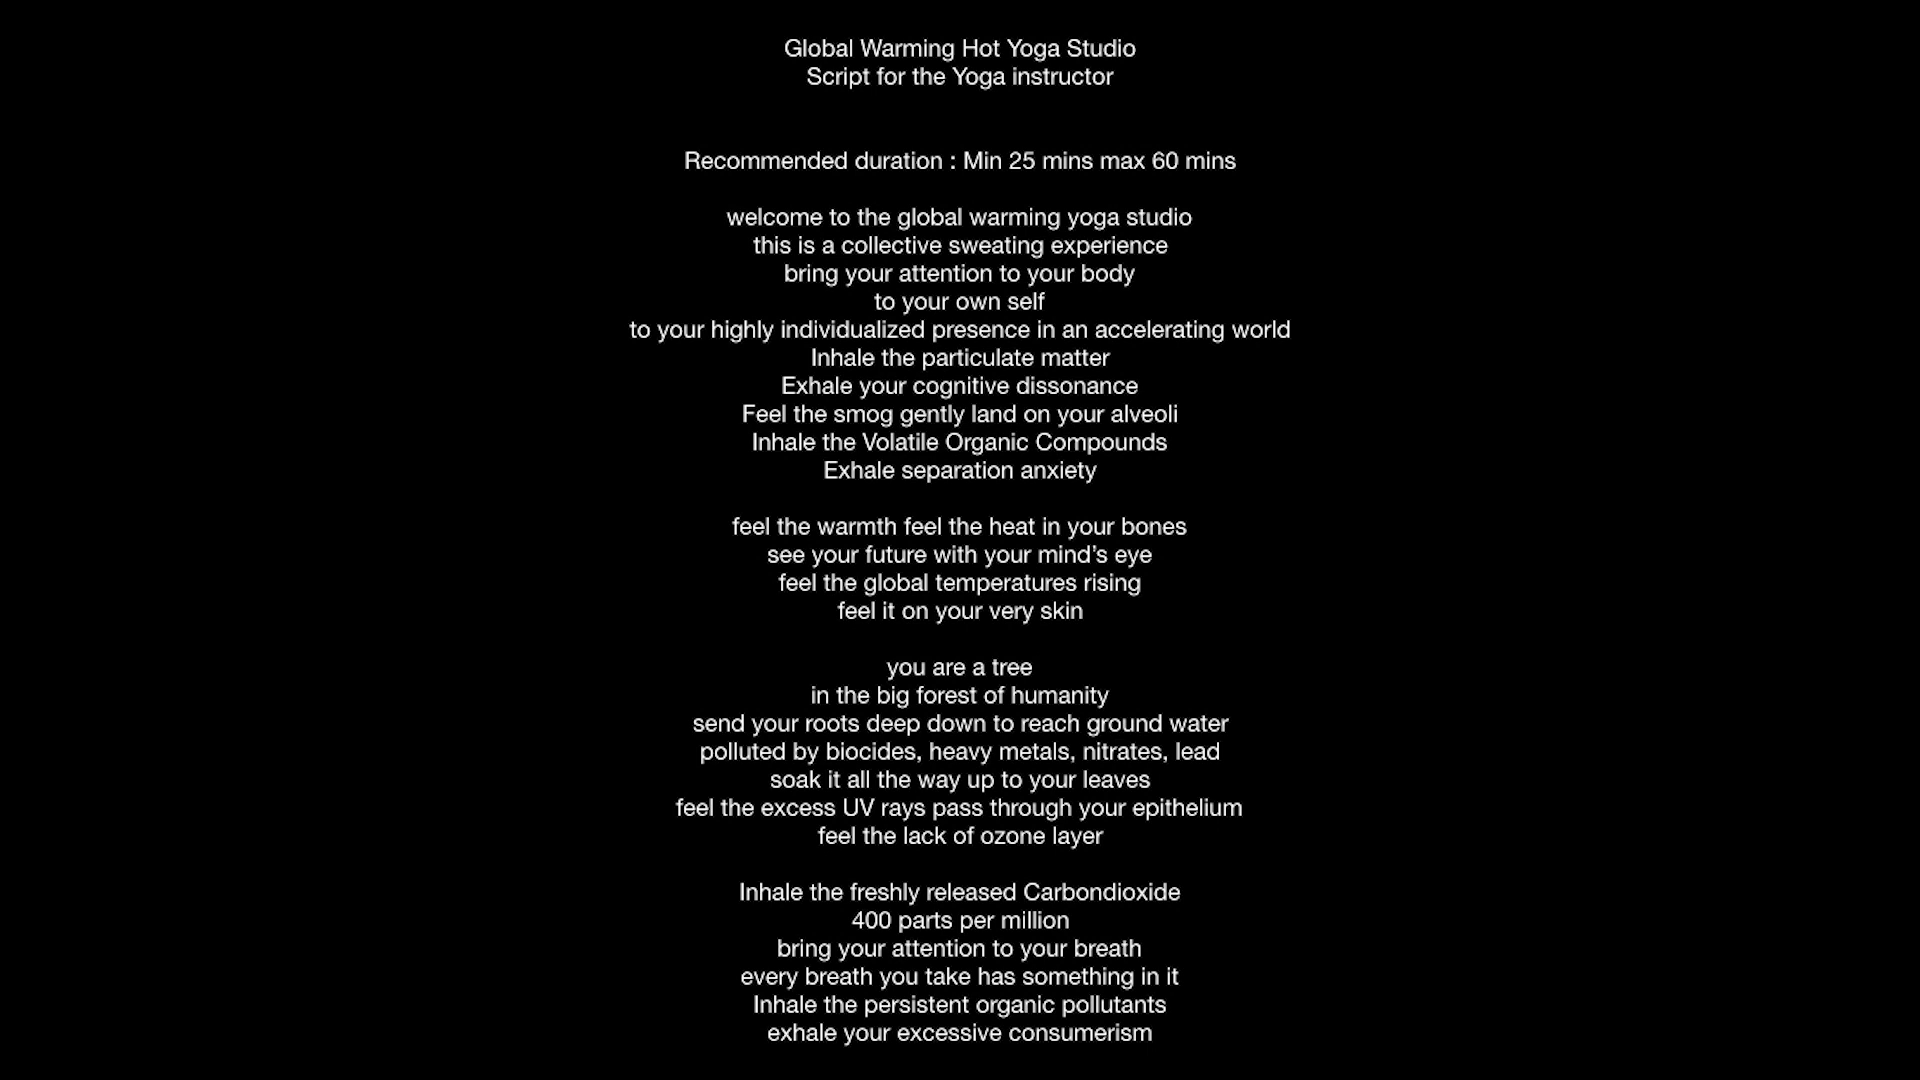 Global Warming Hot Yoga Studio
Script for the Yoga instructor
Recommended duration : Min 25 mins max 60 mins
welcome to the global warming yoga studio
this is a collective sweating experience
bring your attention to your body
to your own self
to your highly individualized presence in an accelerating world
Inhale the particulate matter
Exhale your cognitive dissonance
Feel the smog gently land on your alveoli
Inhale the Volatile Organic Compounds
Exhale separation anxiety
feel the warmth feel the heat in your bones
see your future with your mind's eye
feel the global temperatures rising
feel it on your very skin
you are a tree
in the big forest of humanity
send your roots deep down to reach ground water
polluted by biocides, heavy metals, nitrates, lead
soak it all the way up to your leaves
feel the excess UV rays pass through your epithelium
feel the lack of ozone layer
Inhale the freshly released Carbondioxide
400 parts per million
bring your attention to your breath
every breath you take has something in it
Inhale the persistent organic pollutants
exhale your excessive consumerism